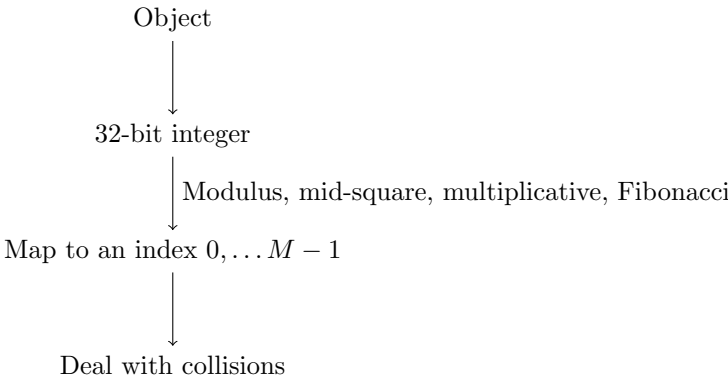 Object
32-bit integer
Modulus, mid-square, multiplicative, Fibonacci
Map to an index 0, . . . M − 1
Deal with collisions